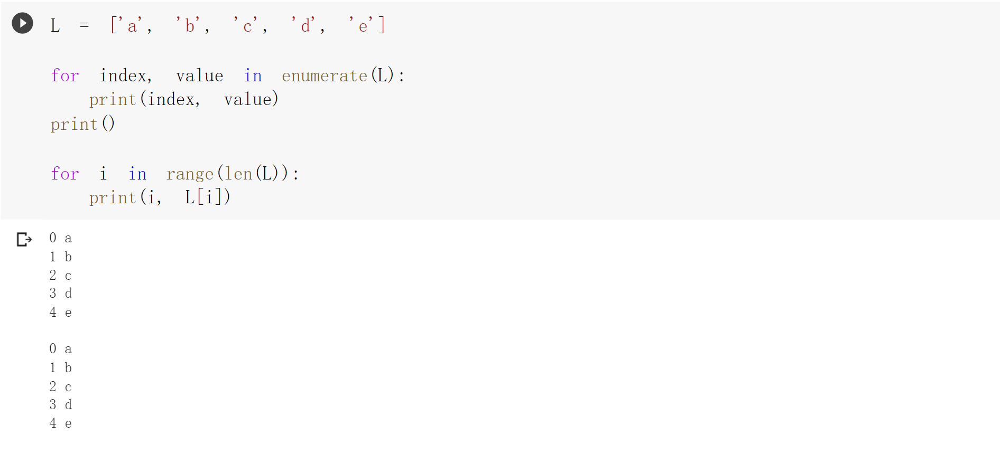 L = ['a', 'b', 'c', 'd', 'e']
for index, value in enumerate(L):
    print(index, value)
print()
for i in range(len(L)):
    print(i, L[i])
0 a
1 b
2 c
3 d
4 e
0 a
1 b
2 c
3 d
4 e